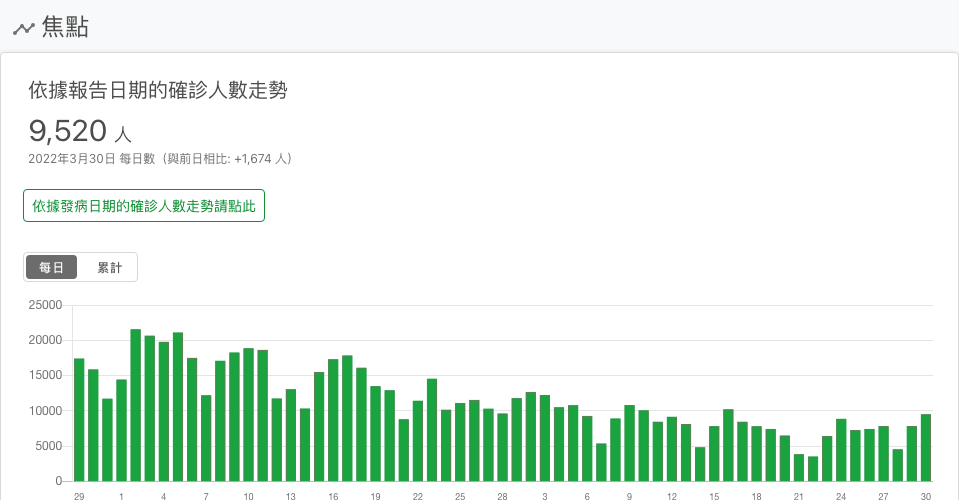 焦點
依據報告日期的確診人數走勢
9,520 人
2022年3月30日 每日數（與前日相比: +1,674 人）
依據發病日期的確診人數走勢請點此
每日 累計
25000
20000
15000
10000
5000
0
29 1 4 7 10 13 16 19 22 25 28 3 6 9 12 15 18 21 24 27 30